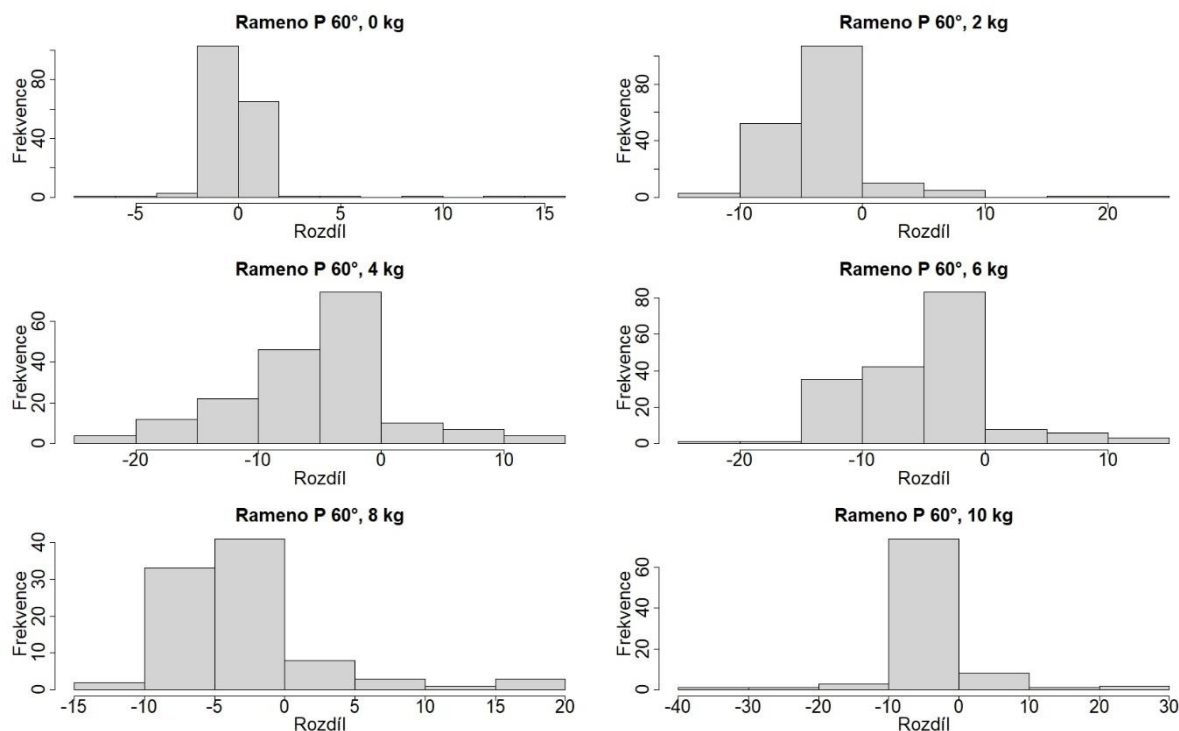 Rameno P 60°, 0 kg
Frekvence
0 40 80
-5 0 5 10 15
Rozdíl
Rameno P 60°, 2 kg
Frekvence
0 40 80
-10 0 10 20
Rozdíl
Rameno P 60°, 4 kg
Frekvence
0 20 40 60
-20 -10 0 10
Rozdíl
Rameno P 60°, 6 kg
Frekvence
0 20 40 60 80
-20 -10 0 10
Rozdíl
Rameno P 60°, 8 kg
Frekvence
0 10 20 30 40
-15 -10 -5 0 5 10 15 20
Rozdíl
Rameno P 60°, 10 kg
Frekvence
0 20 40 60
-40 -30 -20 -10 0 10 20 30
Rozdíl